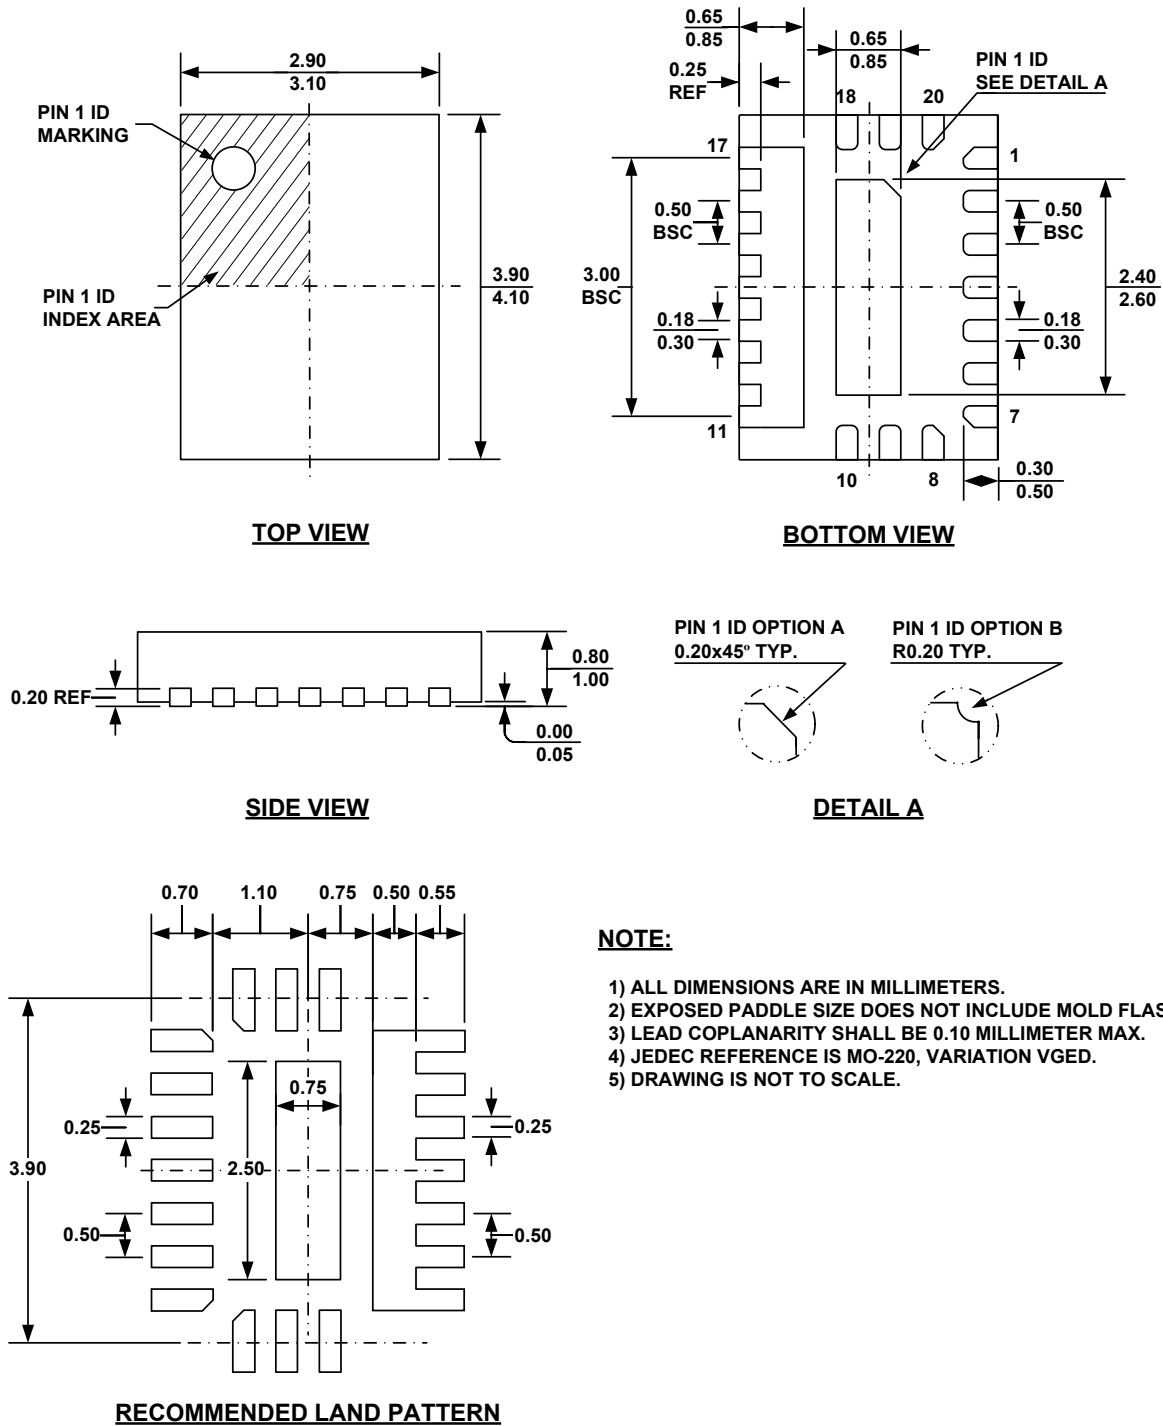 2.90
3.10
PIN 1 ID
MARKING
PIN 1 ID
INDEX AREA
3.90
4.10
TOP VIEW
0.65
0.85
0.25
REF
0.65
0.85
PIN 1 ID
SEE DETAIL A
18
20
17
1
0.50
BSC
0.50
BSC
3.00
BSC
2.40
2.60
0.18
0.30
0.18
0.30
11
7
10
8
0.30
0.50
BOTTOM VIEW
0.20 REF
0.80
1.00
0.00
0.05
SIDE VIEW
PIN 1 ID OPTION A
0.20x45° TYP.
PIN 1 ID OPTION B
R0.20 TYP.
DETAIL A
0.70
1.10
0.75
0.50
0.55
0.75
0.25
0.25
3.90
2.50
0.50
0.50
RECOMMENDED LAND PATTERN
NOTE:
1) ALL DIMENSIONS ARE IN MILLIMETERS.
2) EXPOSED PADDLE SIZE DOES NOT INCLUDE MOLD FLAS
3) LEAD COPLANARITY SHALL BE 0.10 MILLIMETER MAX.
4) JEDEC REFERENCE IS MO-220, VARIATION VGED.
5) DRAWING IS NOT TO SCALE.